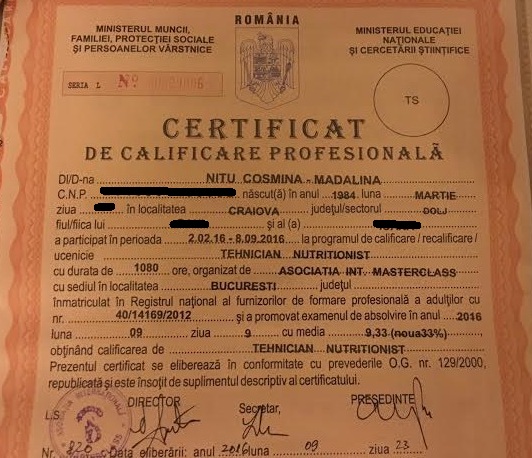 ROMÂNIA
MINISTERUL MUNCII,
FAMILIEI, PROTECȚIEI SOCIALE
ȘI PERSOANELOR VÂRSTNICE
MINISTERUL EDUCAȚIEI
NAȚIONALE
ȘI CERCETĂRII ȘTIINȚIFICE
SERIA L Nº
TS
CERTIFICAT
DE CALIFICARE PROFESIONALĂ
Dl/D-na NITU COSMINA - MADALINA
C.N.P. născut(ă) în anul 1984 luna MARTIE
ziua în localitatea CRAIOVA județul/sectorul DOLJ
fiul/fiica lui și al (a)
a participat în perioada 2.02.16 - 8.09.2016 la programul de calificare / recalificare /
ucenicie TEHNICIAN NUTRITIONIST
cu durata de 1080 ore, organizat de ASOCIATIA INT. MASTERCLASS
cu sediul în localitatea BUCURESTI județul
înmatriculat în Registrul național al furnizorilor de formare profesională a adulților cu
nr. 40/14169/2012 și a promovat examenul de absolvire în anul 2016
luna 09 ziua 9 cu media 9,33 (noua33%)
obținând calificarea de TEHNICIAN NUTRITIONIST
Prezentul certificat se eliberează în conformitate cu prevederile O.G. nr. 129/2000,
republicată și este însoțit de suplimentul descriptiv al certificatului.
L.S. DIRECTOR Secretar, PREȘEDINTE
Nr. 820 Data eliberării: anul 2016 luna 09 ziua 23